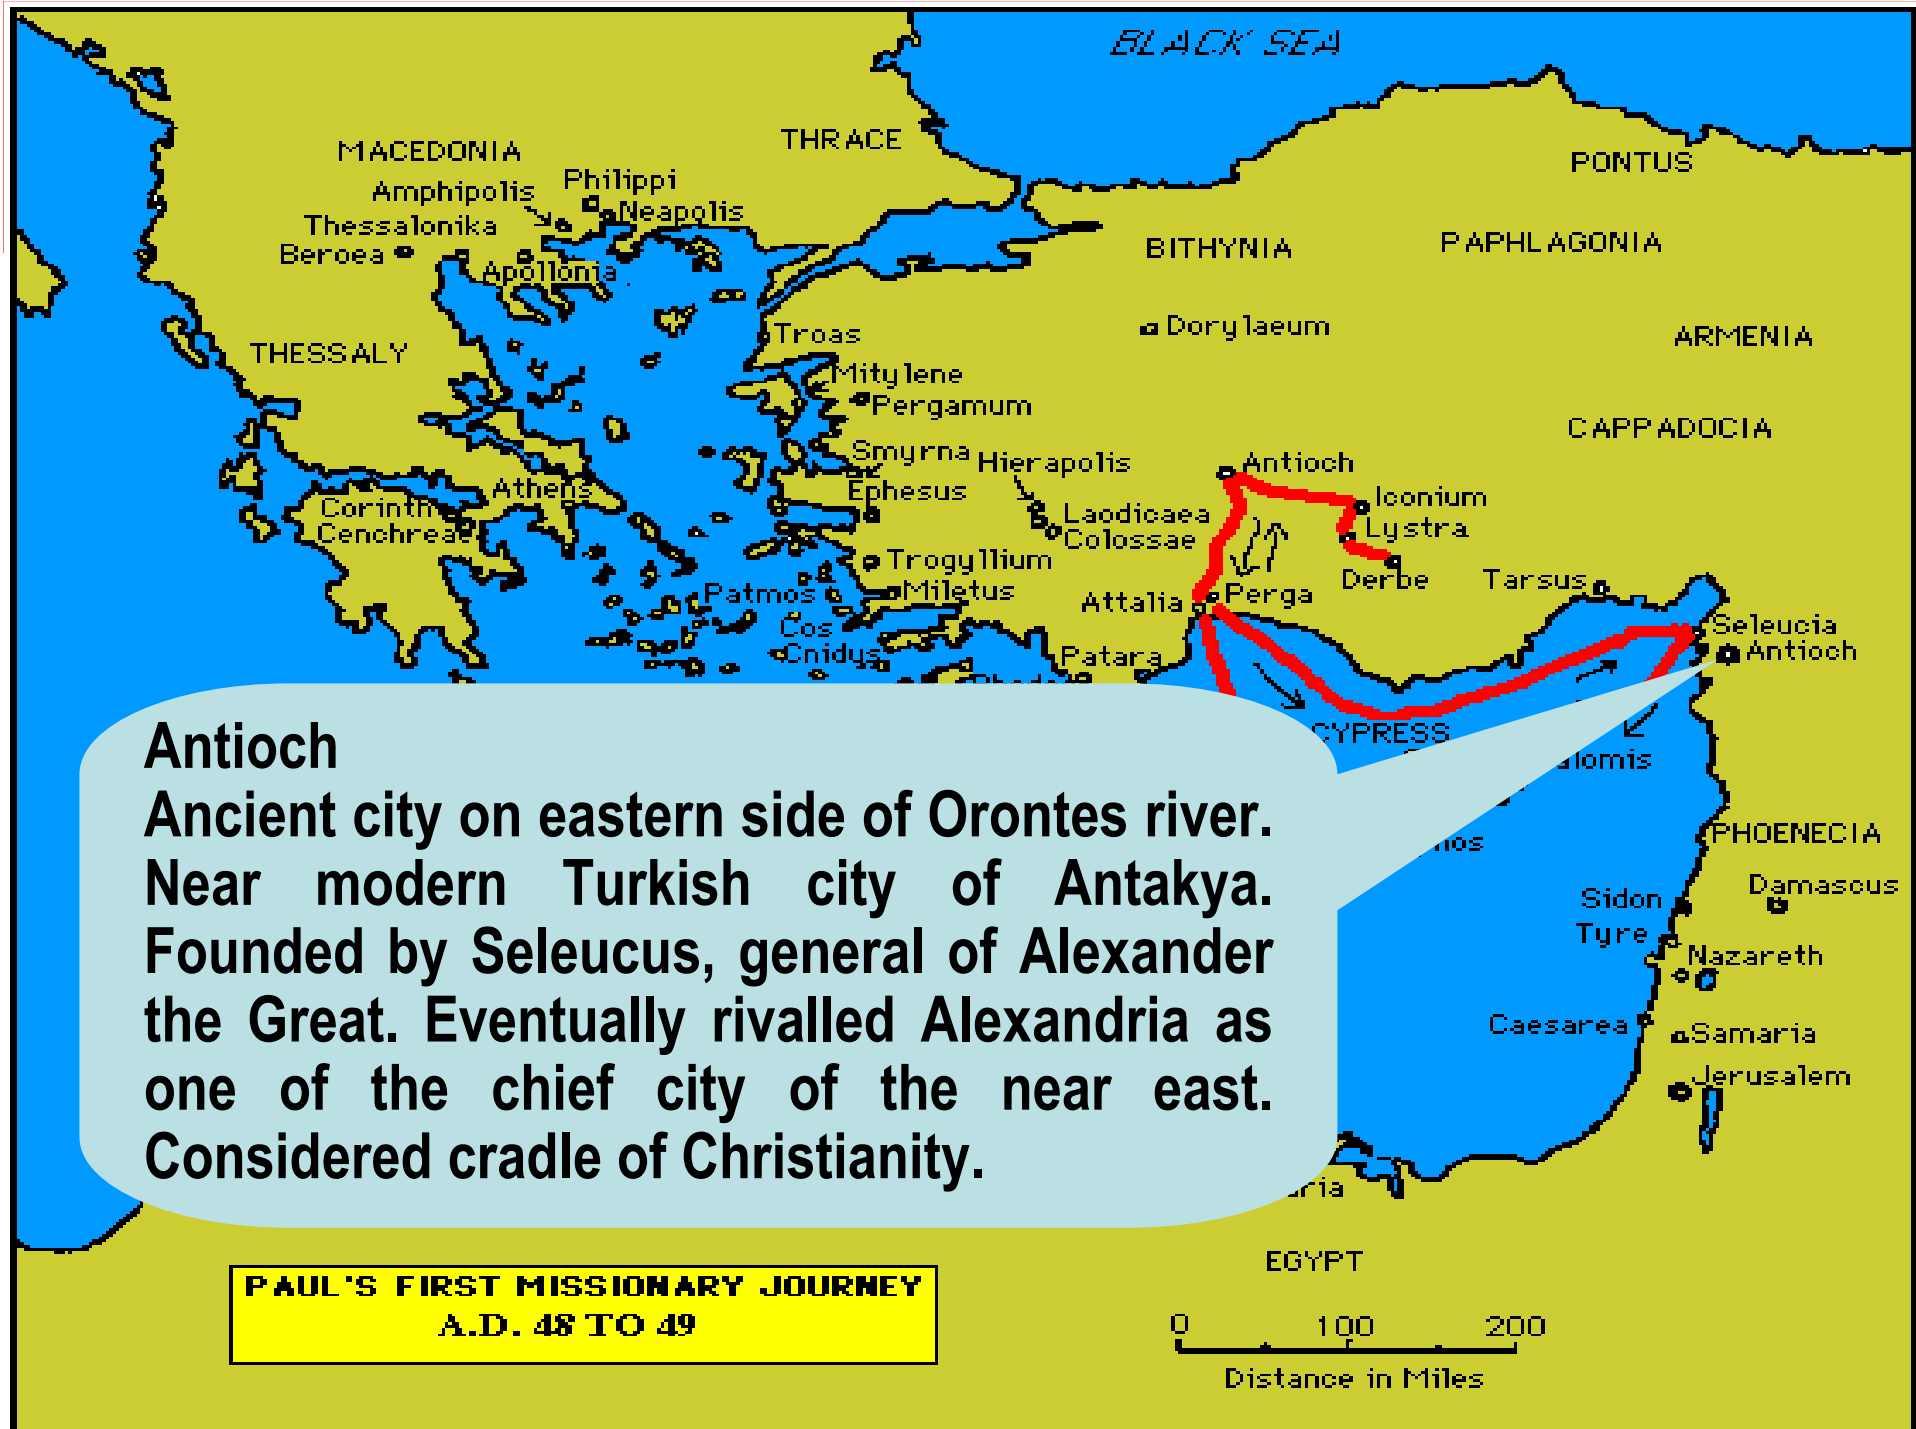 BLACK SEA
THRACE
MACEDONIA
PONTUS
Philippi
Amphipolis
Neapolis
Thessalonika
BITHYNIA
PAPHLAGONIA
Beroea
Apollonia
Troas
Dorylaeum
ARMENIA
THESSALY
Mitylene
Pergamum
CAPPADOCIA
Smyrna
Hierapolis
Antioch
Athens
Ephesus
Iconium
Corinth
Laodicaea
Lystra
Cenchreae
Colossae
Trogyllium
Derbe
Tarsus
Patmos
Miletus
Attalia
Perga
Cos
Seleucia
Cnidys
Patara
Antioch
CYPRESS
Antioch
Ancient city on eastern side of Orontes river.
Near modern Turkish city of Antakya.
Founded by Seleucus, general of Alexander
the Great. Eventually rivalled Alexandria as
one of the chief city of the near east.
Considered cradle of Christianity.
PHOENECIA
Damascus
Sidon
Tyre
Nazareth
Caesarea
Samaria
Jerusalem
EGYPT
PAUL'S FIRST MISSIONARY JOURNEY
A.D. 48 TO 49
0 100 200
Distance in Miles